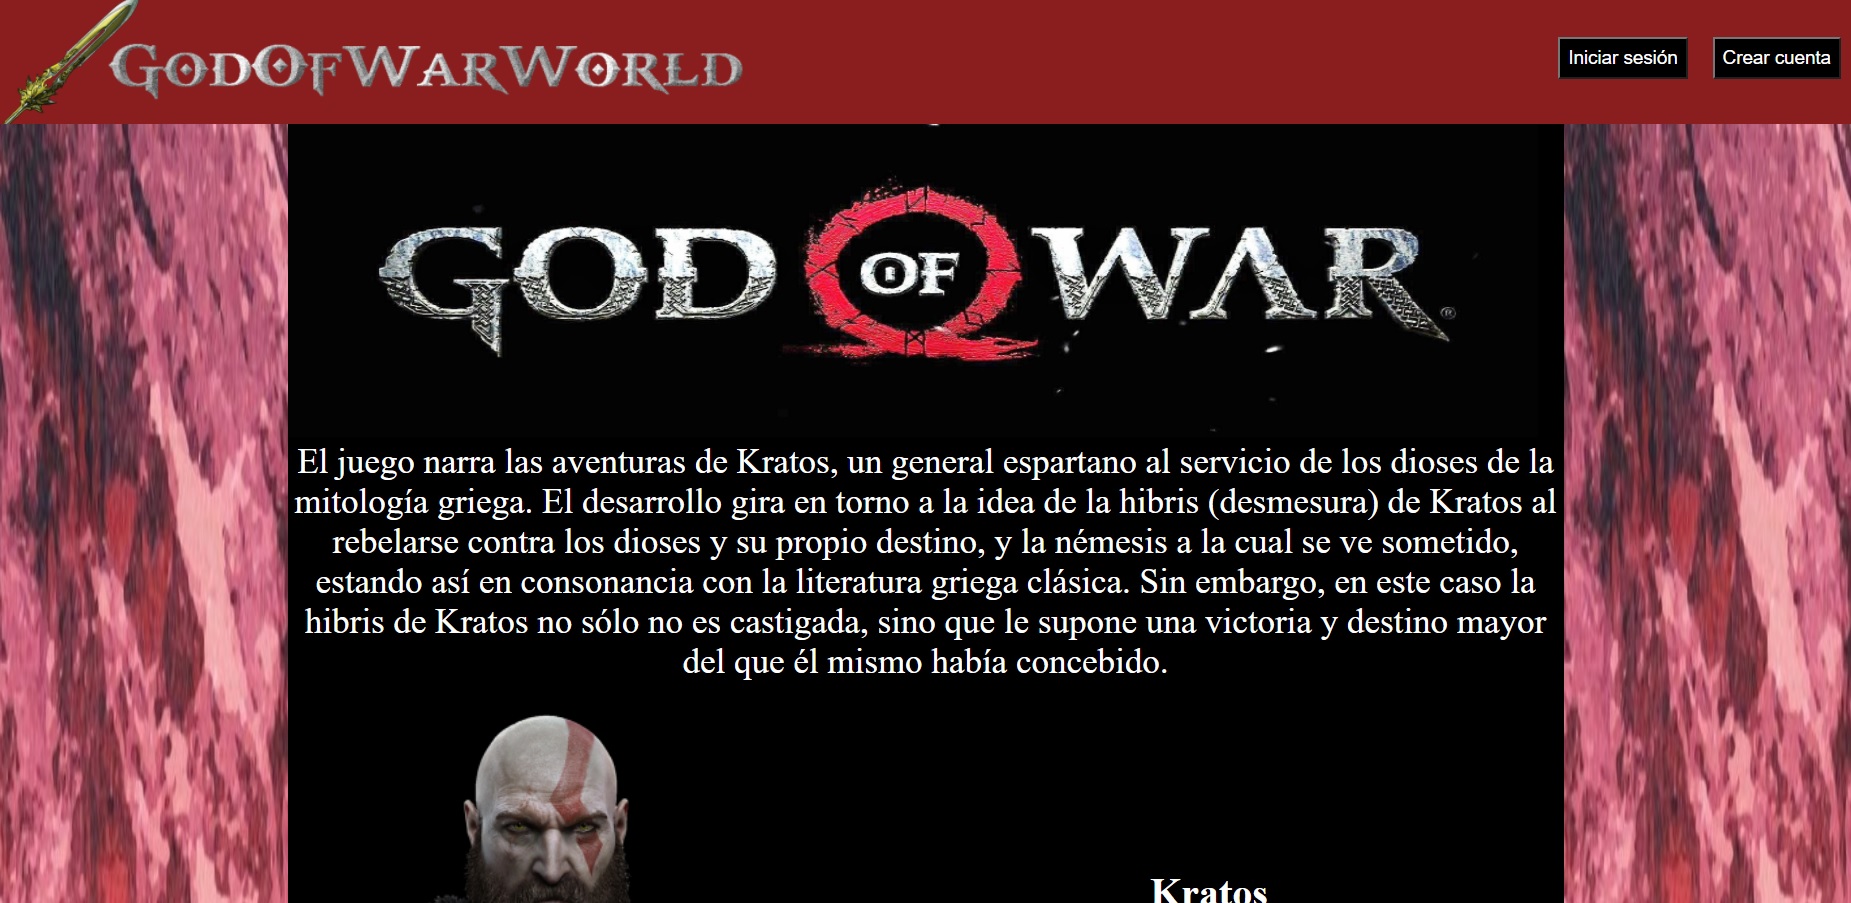 GodOfWarWorld
Iniciar sesión
Crear cuenta
GOD OF WAR®
El juego narra las aventuras de Kratos, un general espartano al servicio de los dioses de la
mitología griega. El desarrollo gira en torno a la idea de la hibris (desmesura) de Kratos al
rebelarse contra los dioses y su propio destino, y la némesis a la cual se ve sometido,
estando así en consonancia con la literatura griega clásica. Sin embargo, en este caso la
hibris de Kratos no sólo no es castigada, sino que le supone una victoria y destino mayor
del que él mismo había concebido.
Kratos